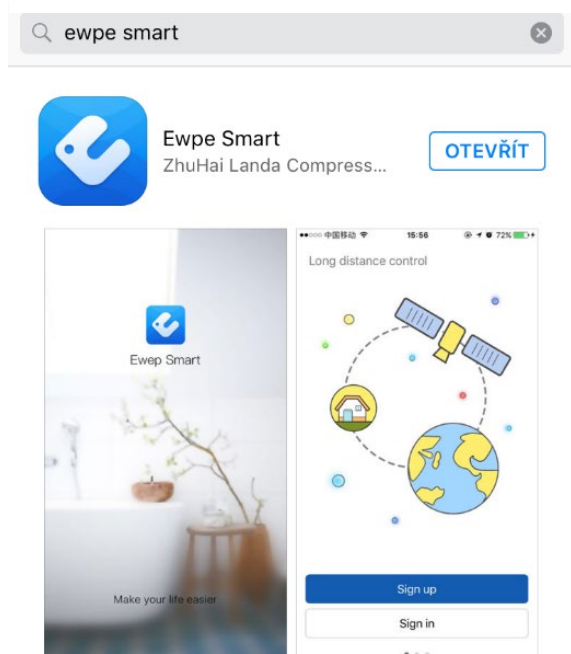 ewpe smart
Ewpe Smart
ZhuHai Landa Compress...
OTEVŘÍT
Ewep Smart
Make your life easier
中国移动
15:56
72%
Long distance control
Sign up
Sign in